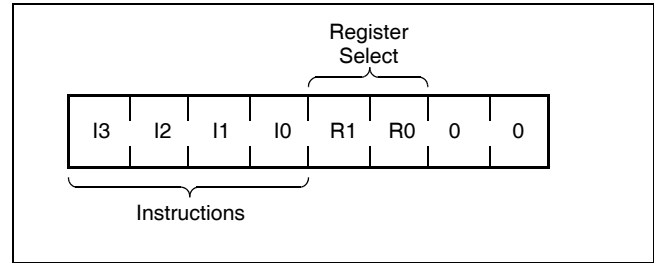 Register
Select
I3 I2 I1 I0 R1 R0 0 0
Instructions